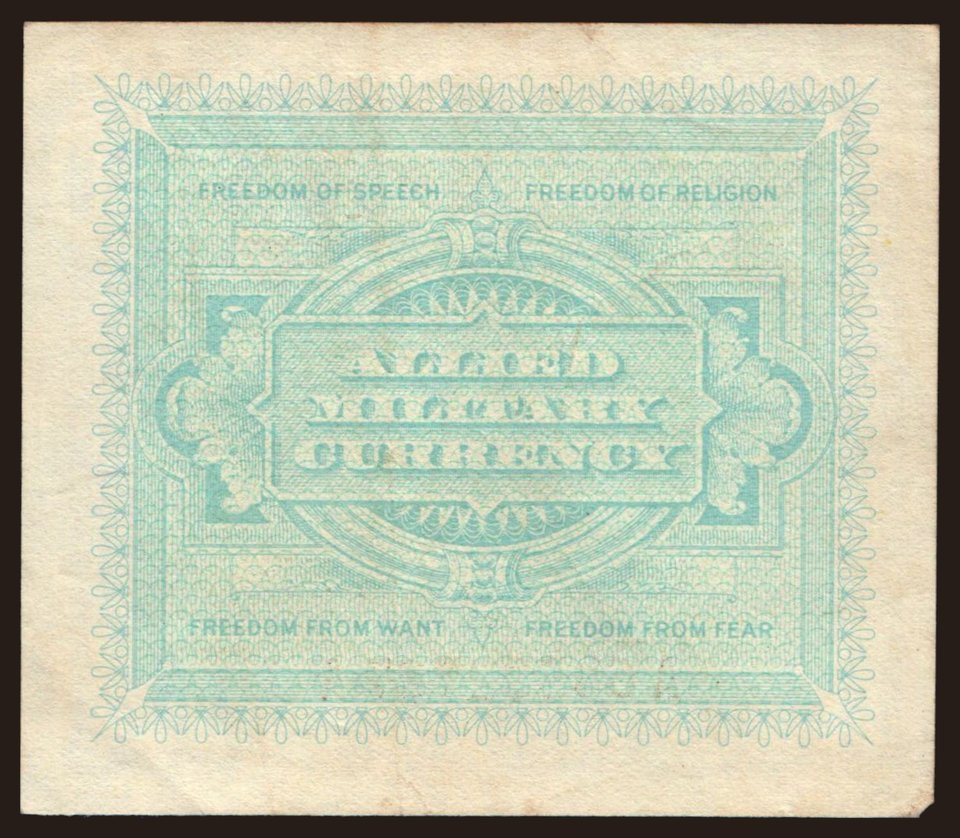 FREEDOM OF SPEECH FREEDOM OF RELIGION
ALLIED
MILITARY
CURRENCY
FREEDOM FROM WANT FREEDOM FROM FEAR